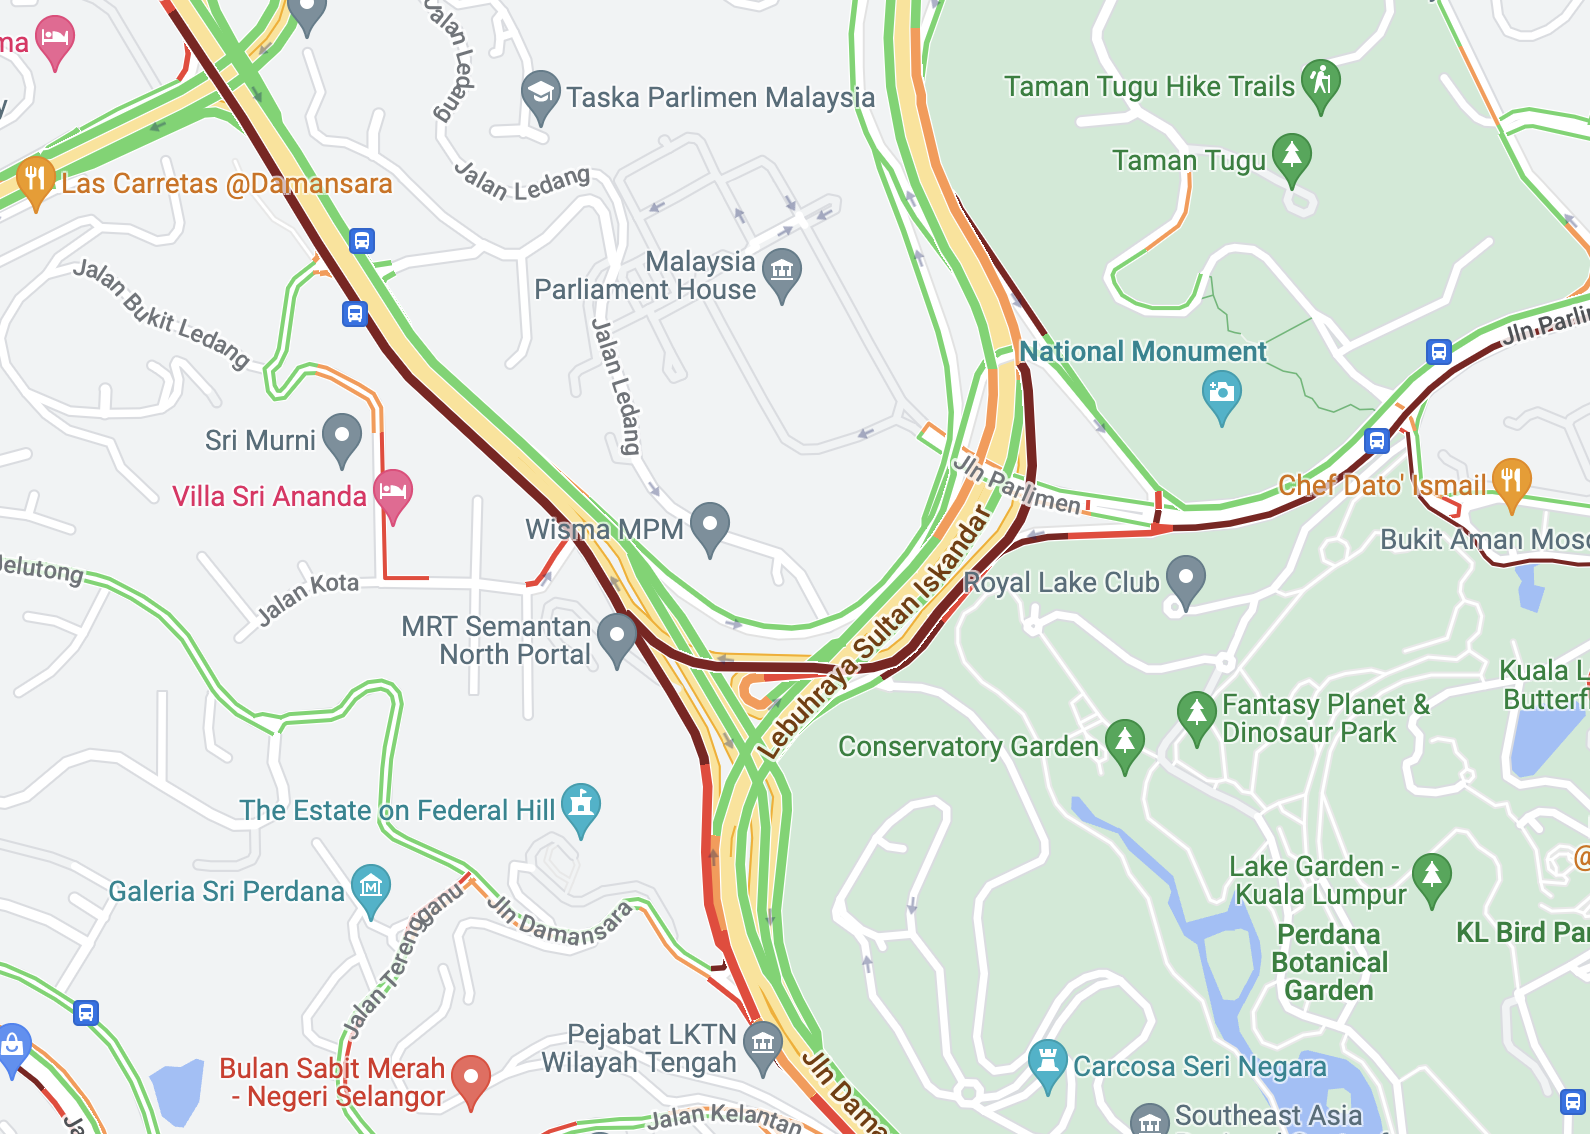 ma
Jalan Ledang
Taska Parlimen Malaysia
Taman Tugu Hike Trails
y
Taman Tugu
Las Carretas @Damansara
Jalan Ledang
Malaysia
Parliament House
Jalan Bukit Ledang
Jalan Ledang
National Monument
Jln Parlin
Sri Murni
Villa Sri Ananda
Jln Parlimen
Chef Dato' Ismail
Wisma MPM
Bukit Aman Mosq
Jelutong
Jalan Kota
Lebuhraya Sultan Iskandar
Royal Lake Club
MRT Semantan
North Portal
Kuala L
Butterfl
Fantasy Planet &
Dinosaur Park
Conservatory Garden
The Estate on Federal Hill
Galeria Sri Perdana
M
Jalan Terengganu
Jln Damansara
Lake Garden -
Kuala Lumpur
@
Perdana
Botanical
Garden
KL Bird Par
Pejabat LKTN
Wilayah Tengah
Bulan Sabit Merah
- Negeri Selangor
Jln Dama
Carcosa Seri Negara
Ja
Jalan Kelantan
Southeast Asia